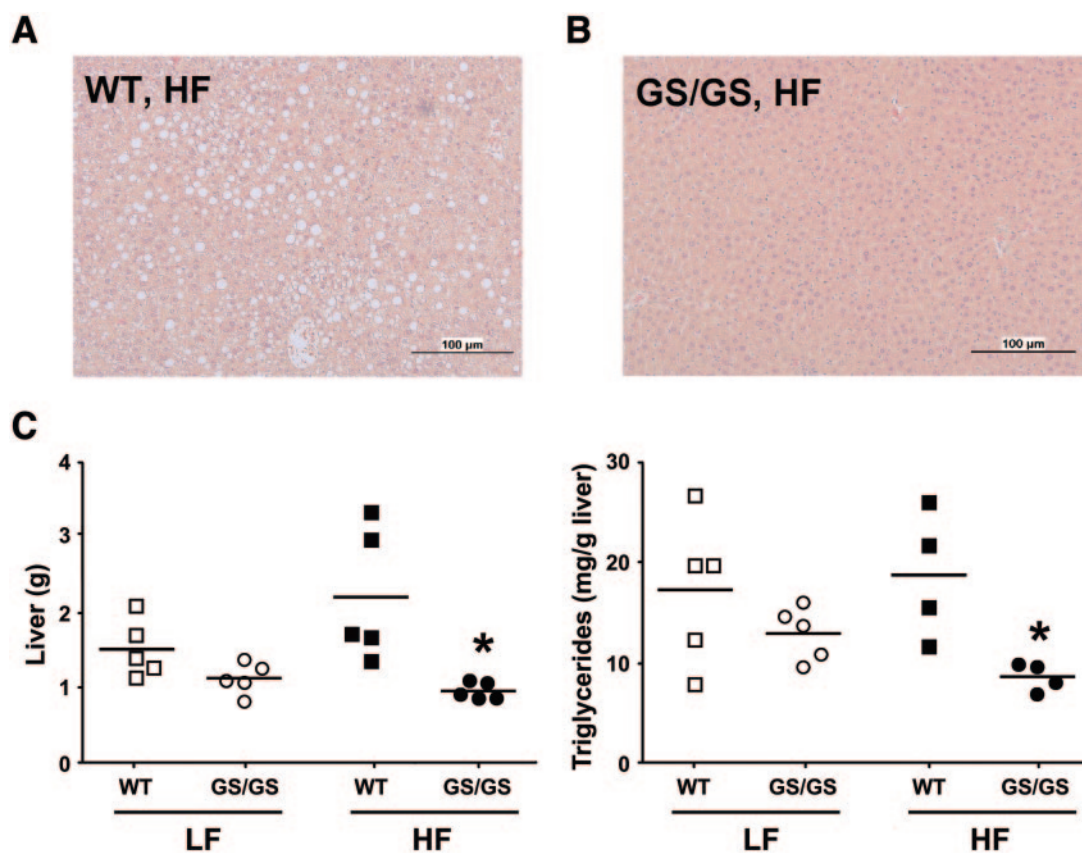 A
B
WT, HF
GS/GS, HF
100 µm
100 µm
C
4
3
2
1
0
Liver (g)
WT
GS/GS
WT
GS/GS
LF
HF
*
30
20
10
0
Triglycerides (mg/g liver)
WT
GS/GS
WT
GS/GS
LF
HF
*